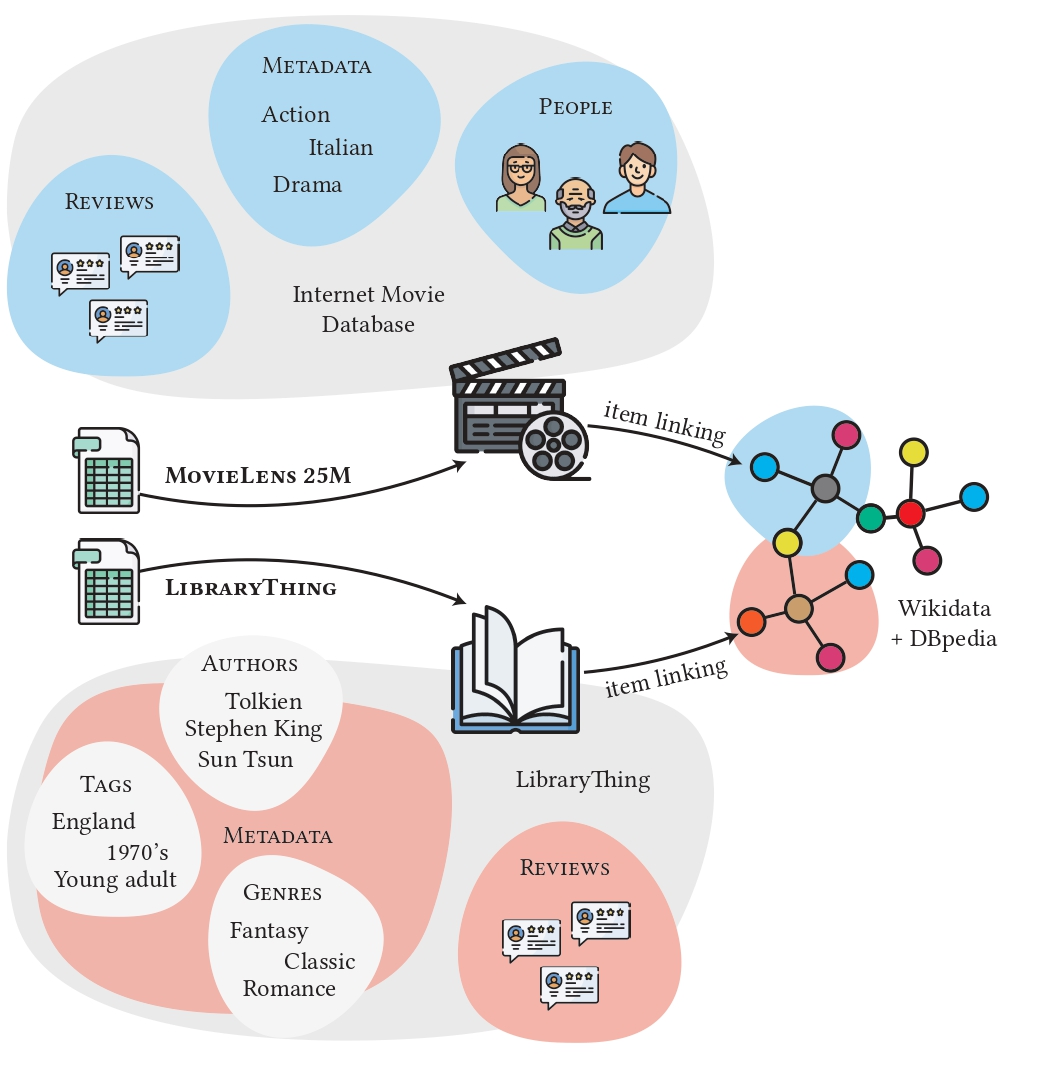 METADATA
Action
Italian
Drama
PEOPLE
REVIEWS
Internet Movie
Database
item linking
MOVIELENS 25M
LIBRARYTHING
Wikidata
+ DBpedia
item linking
AUTHORS
Tolkien
Stephen King
Sun Tsun
TAGS
England
1970's
Young adult
METADATA
GENRES
Fantasy
Classic
Romance
LibraryThing
REVIEWS